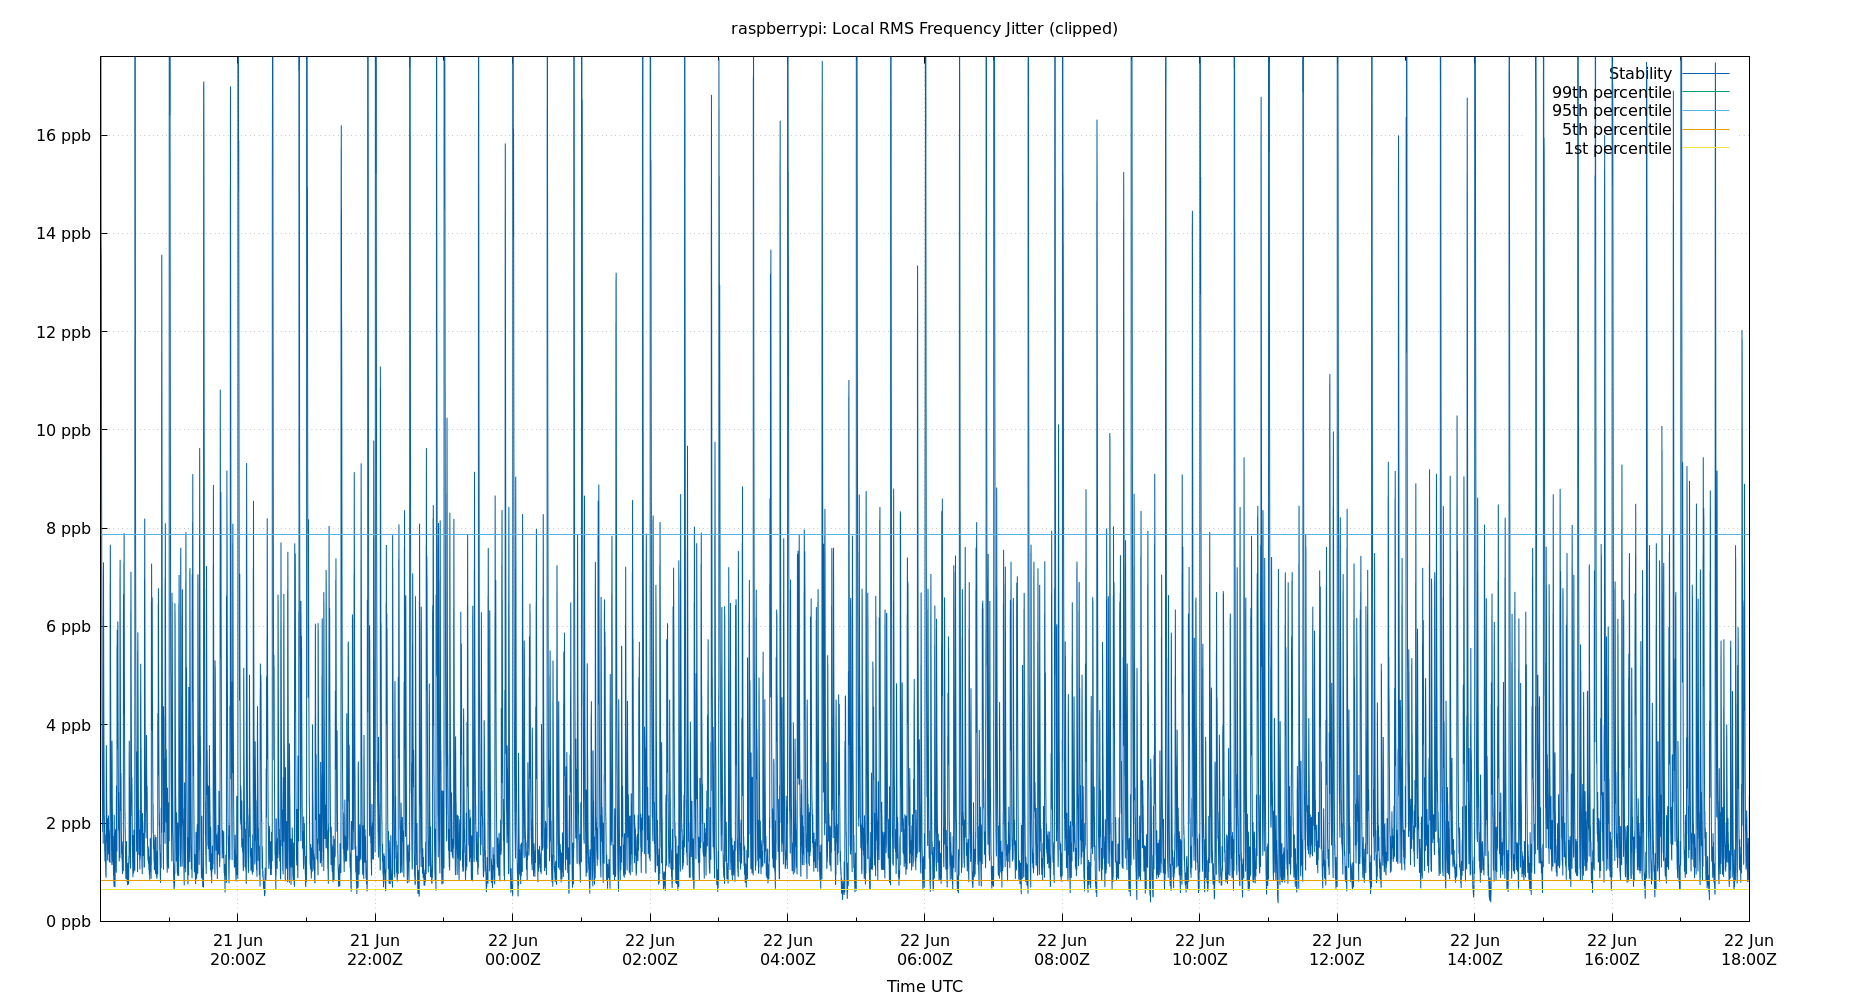 raspberrypi: Local RMS Frequency Jitter (clipped)
Stability
99th percentile
95th percentile
5th percentile
1st percentile
16 ppb
14 ppb
12 ppb
10 ppb
8 ppb
6 ppb
4 ppb
2 ppb
0 ppb
21 Jun 21 Jun 22 Jun 22 Jun 22 Jun 22 Jun 22 Jun 22 Jun 22 Jun 22 Jun 22 Jun 22 Jun
20:00Z 22:00Z 00:00Z 02:00Z 04:00Z 06:00Z 08:00Z 10:00Z 12:00Z 14:00Z 16:00Z 18:00Z
Time UTC